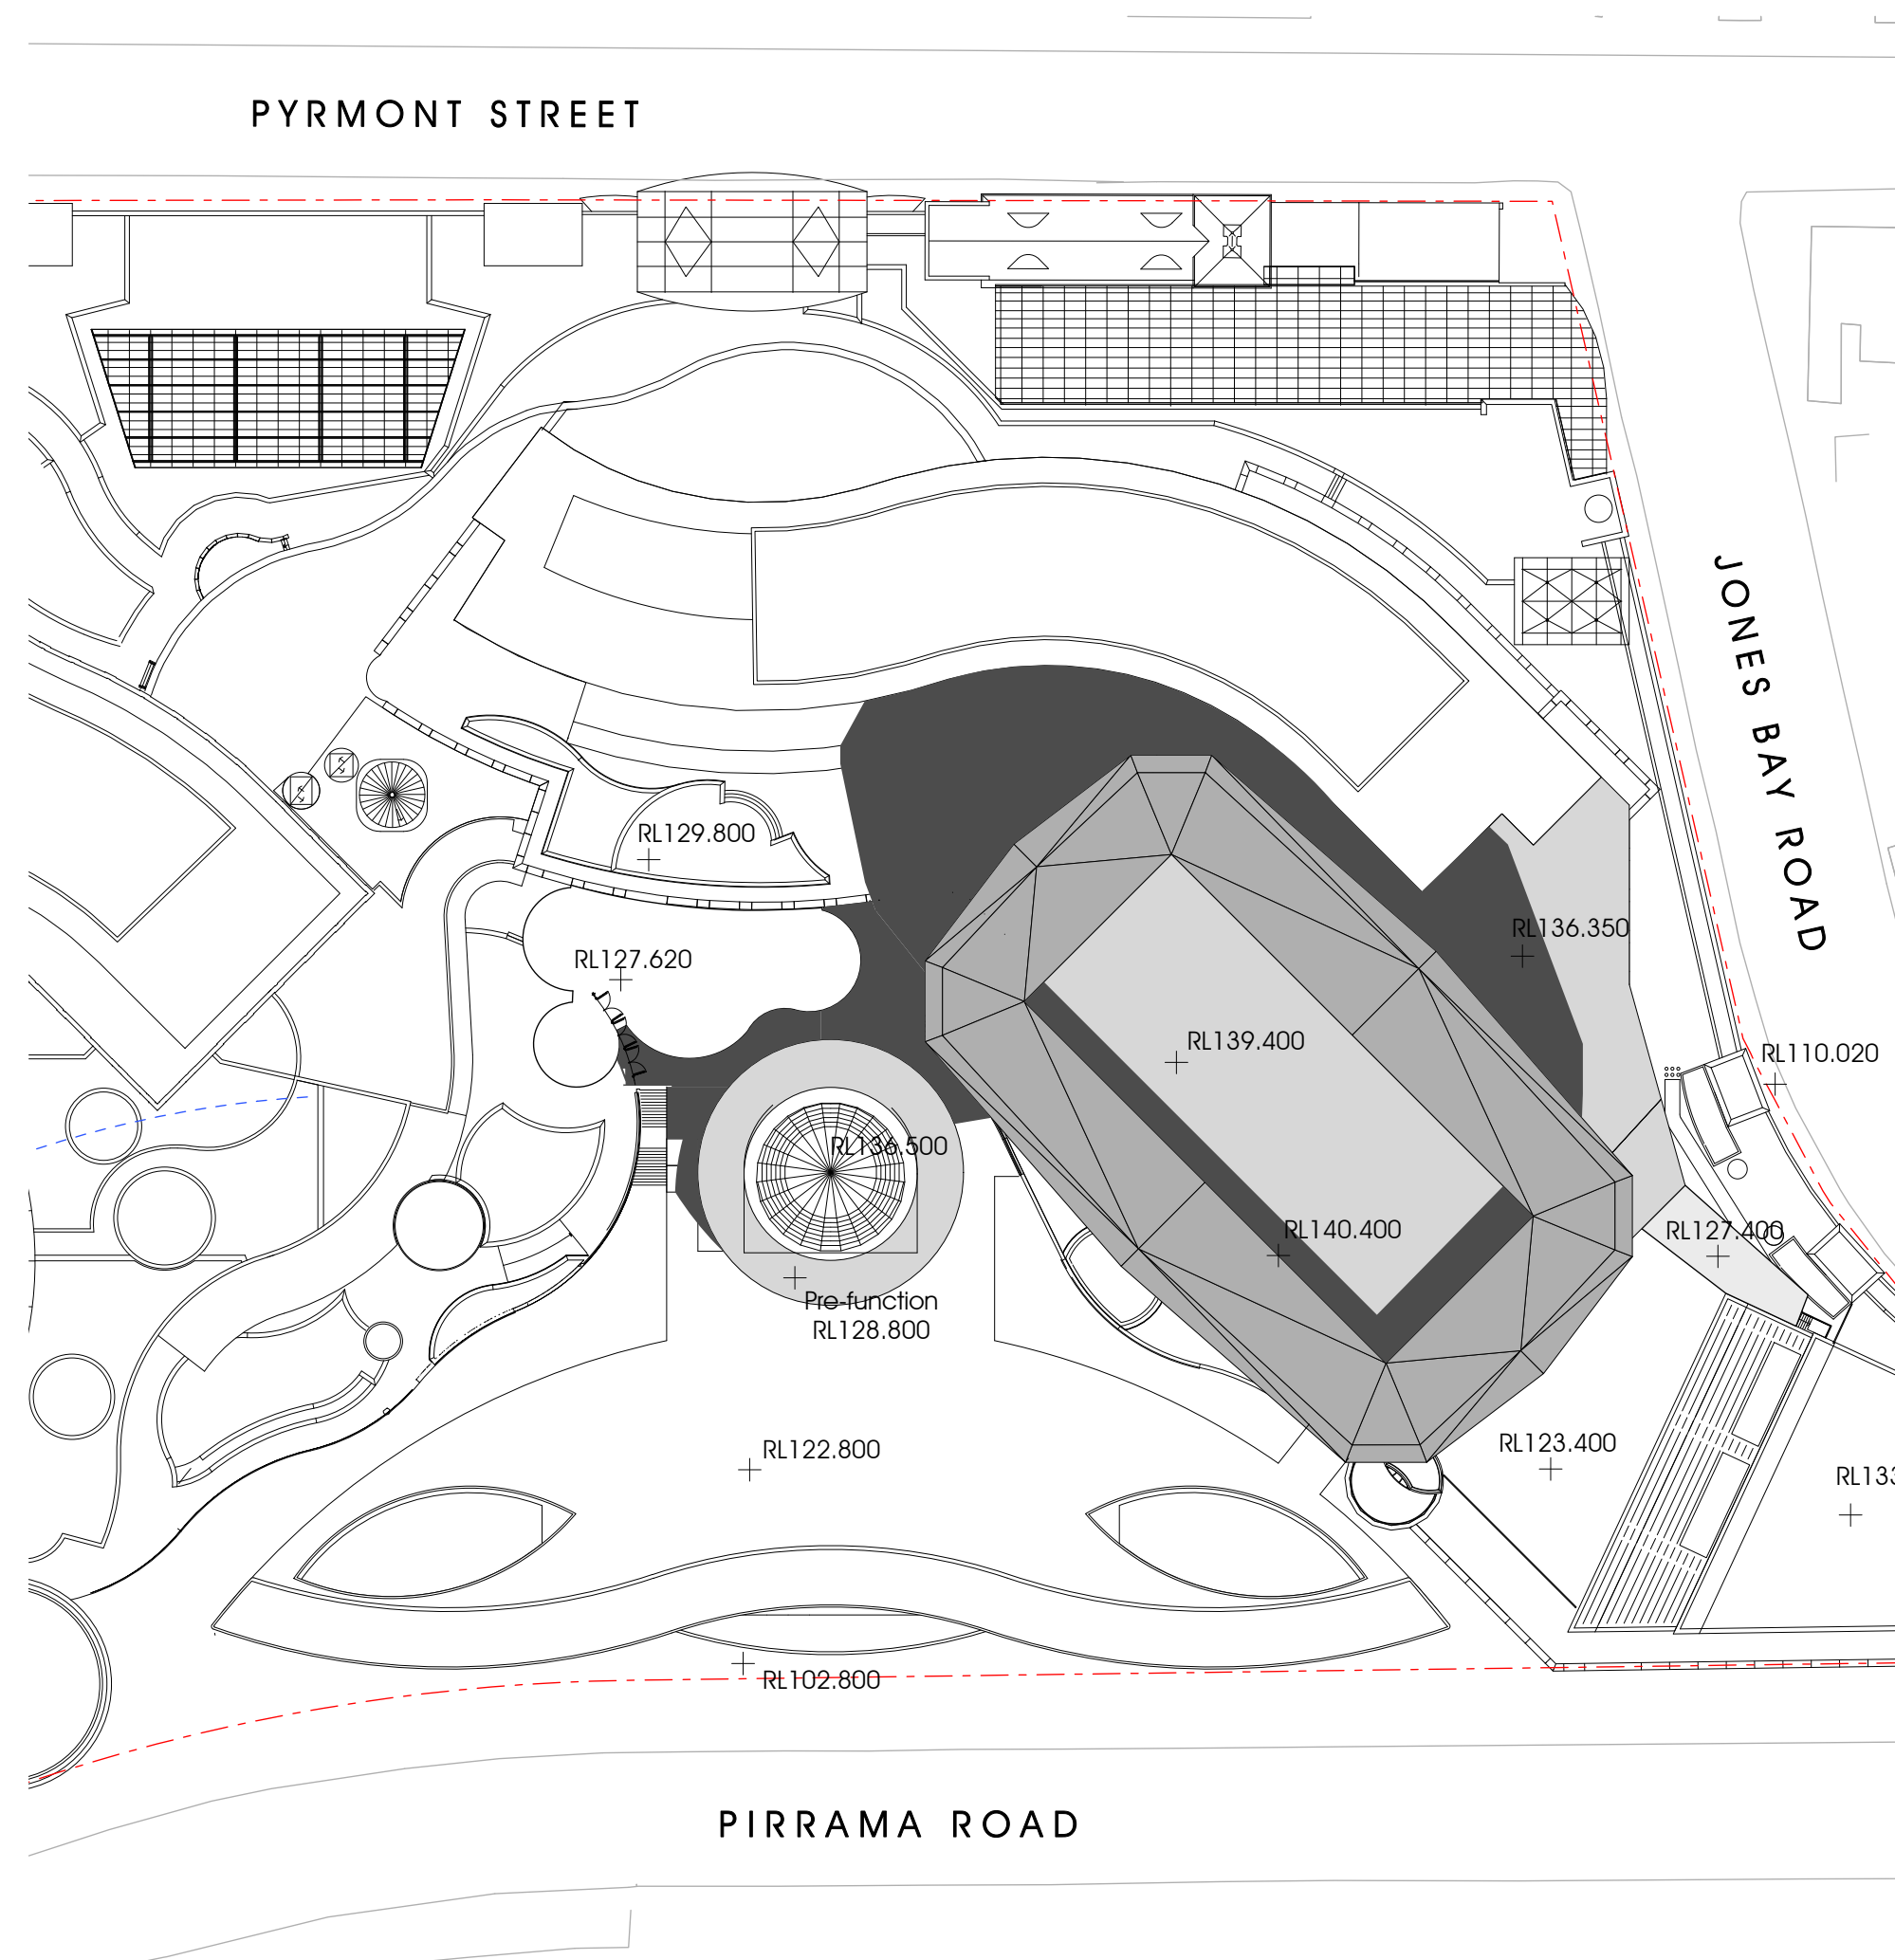 PYRMONT STREET
JONES BAY ROAD
RL129.800
RL136.350
RL127.620
RL139.400
RL110.020
RL136.500
RL140.400
RL127.400
Pre-function
RL128.800
RL122.800
RL123.400
RL133
RL102.800
PIRRAMA ROAD